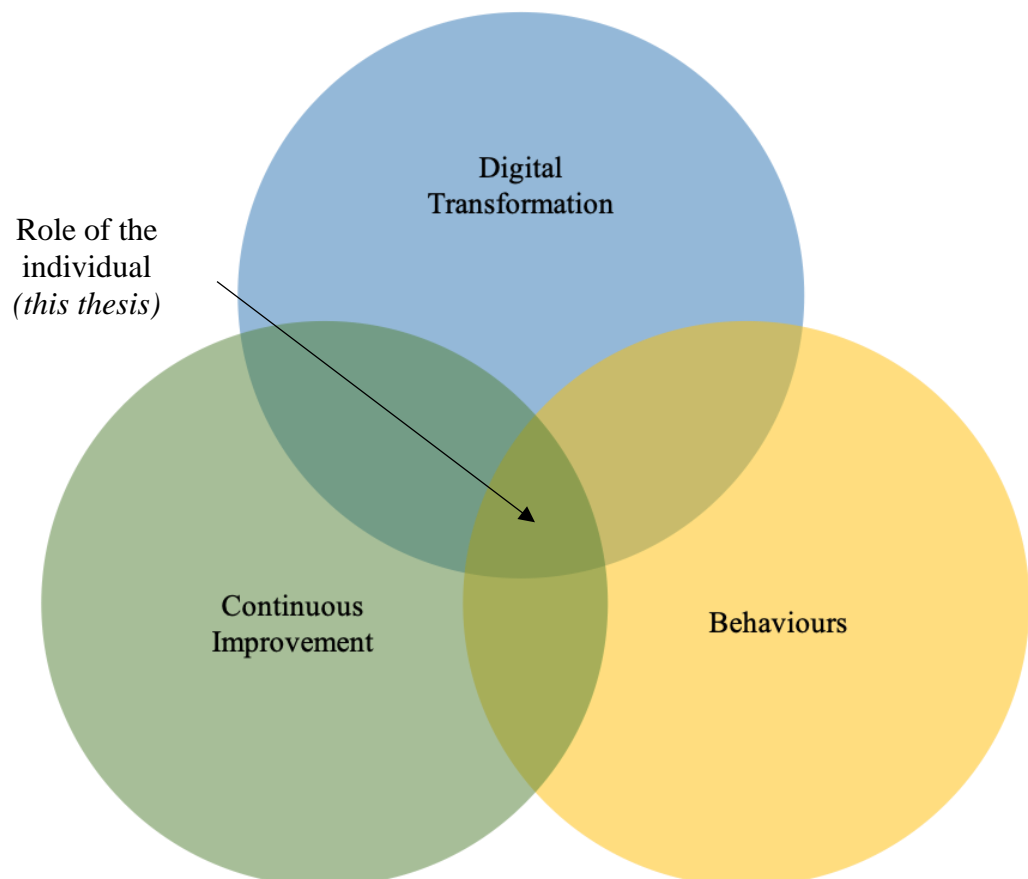 Digital
Transformation
Role of the
individual
(this thesis)
Continuous
Improvement
Behaviours